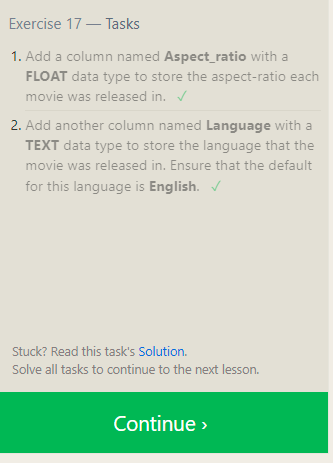 Exercise 17 — Tasks
1. Add a column named Aspect_ratio with a
FLOAT data type to store the aspect-ratio each
movie was released in. ✓
2. Add another column named Language with a
TEXT data type to store the language that the
movie was released in. Ensure that the default
for this language is English. ✓
Stuck? Read this task's Solution.
Solve all tasks to continue to the next lesson.
Continue ›